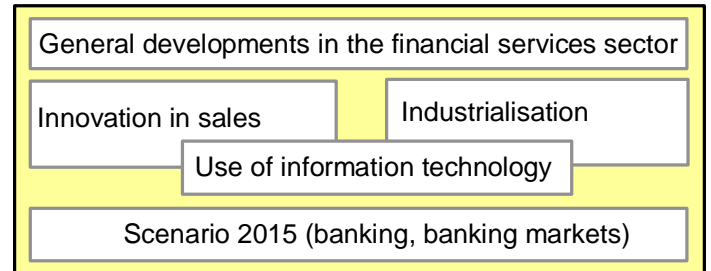 General developments in the financial services sector
Innovation in sales
Industrialisation
Use of information technology
Scenario 2015 (banking, banking markets)